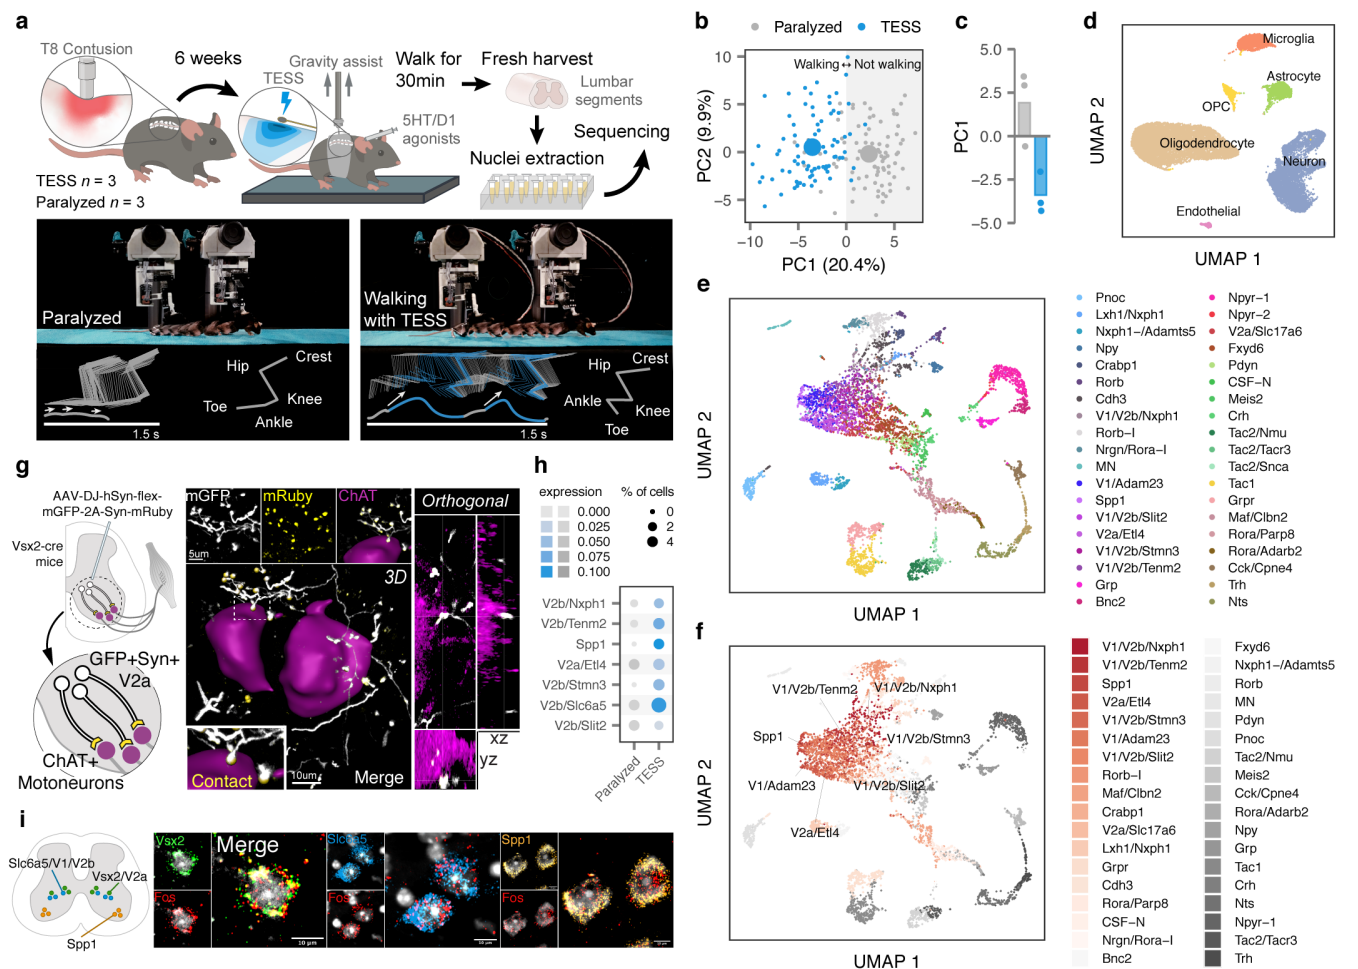 a
T8 Contusion
6 weeks
TESS
Gravity assist
5HT/D1
agonists
Walk for
30min
Fresh harvest
Lumbar
segments
Sequencing
Nuclei extraction
TESS n = 3
Paralyzed n = 3
Paralyzed
Hip
Crest
Toe
Knee
Ankle
1.5 s
Walking
with TESS
Hip
Crest
Ankle
Knee
Toe
1.5 s
b
Paralyzed
TESS
Walking ↔ Not walking
10
5
0
−5
−10
−5
0
5
PC2 (9.9%)
PC1 (20.4%)
c
5.0
2.5
0.0
−2.5
−5.0
PC1
d
Microglia
Astrocyte
OPC
Oligodendrocyte
Neuron
Endothelial
UMAP 2
UMAP 1
e
UMAP 2
UMAP 1
Pnoc
Lxh1/Nxph1
Nxph1−/Adamts5
Npy
Crabp1
Rorb
Cdh3
V1/V2b/Nxph1
Rorb−I
Nrgn/Rora−I
MN
V1/Adam23
Spp1
V1/V2b/Slit2
V2a/Etl4
V1/V2b/Stmn3
V1/V2b/Tenm2
Grp
Bnc2
Npyr−1
Npyr−2
V2a/Slc17a6
Fxyd6
Pdyn
CSF−N
Meis2
Crh
Tac2/Nmu
Tac2/Tacr3
Tac2/Snca
Tac1
Grpr
Maf/Clbn2
Rora/Parp8
Rora/Adarb2
Cck/Cpne4
Trh
Nts
f
V1/V2b/Tenm2
V1/V2b/Nxph1
Spp1
V1/V2b/Stmn3
V1/Adam23
V1/V2b/Slit2
V2a/Etl4
UMAP 2
UMAP 1
V1/V2b/Nxph1
V1/V2b/Tenm2
Spp1
V2a/Etl4
V1/V2b/Stmn3
V1/Adam23
V1/V2b/Slit2
Rorb−I
Maf/Clbn2
Crabp1
V2a/Slc17a6
Lxh1/Nxph1
Grpr
Cdh3
Rora/Parp8
CSF−N
Nrgn/Rora−I
Bnc2
Fxyd6
Nxph1−/Adamts5
Rorb
MN
Pdyn
Pnoc
Tac2/Nmu
Meis2
Cck/Cpne4
Rora/Adarb2
Npy
Grp
Tac1
Crh
Nts
Npyr−1
Tac2/Tacr3
Trh
g
AAV-DJ-hSyn-flex-
mGFP-2A-Syn-mRuby
Vsx2-cre
mice
GFP+Syn+
V2a
ChAT+
Motoneurons
mGFP
mRuby
ChAT
5um
3D
Contact
10um
Merge
Orthogonal
xz
yz
h
expression
0.000
0.025
0.050
0.075
0.100
% of cells
0
2
4
V2b/Nxph1
V2b/Tenm2
Spp1
V2a/Etl4
V2b/Stmn3
V2b/Slc6a5
V2b/Slit2
Paralyzed
TESS
i
Slc6a5/V1/V2b
Vsx2/V2a
Spp1
Vsx2
Fos
Merge
10 µm
Slc6a5
Fos
10 µm
Spp1
Fos